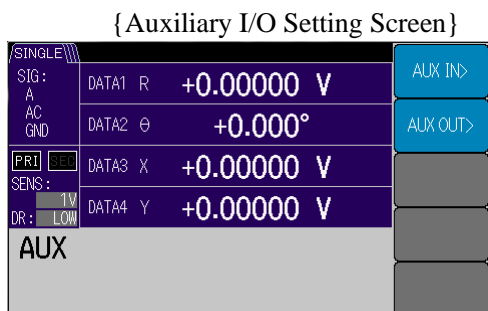 {Auxiliary I/O Setting Screen}
SINGLE
SIG:
A
AC
GND
DATA1 R +0.00000 V
DATA2 θ +0.000°
DATA3 X +0.00000 V
DATA4 Y +0.00000 V
PRI SEC
SENS:
1V
DR: LOW
AUX
AUX IN>
AUX OUT>